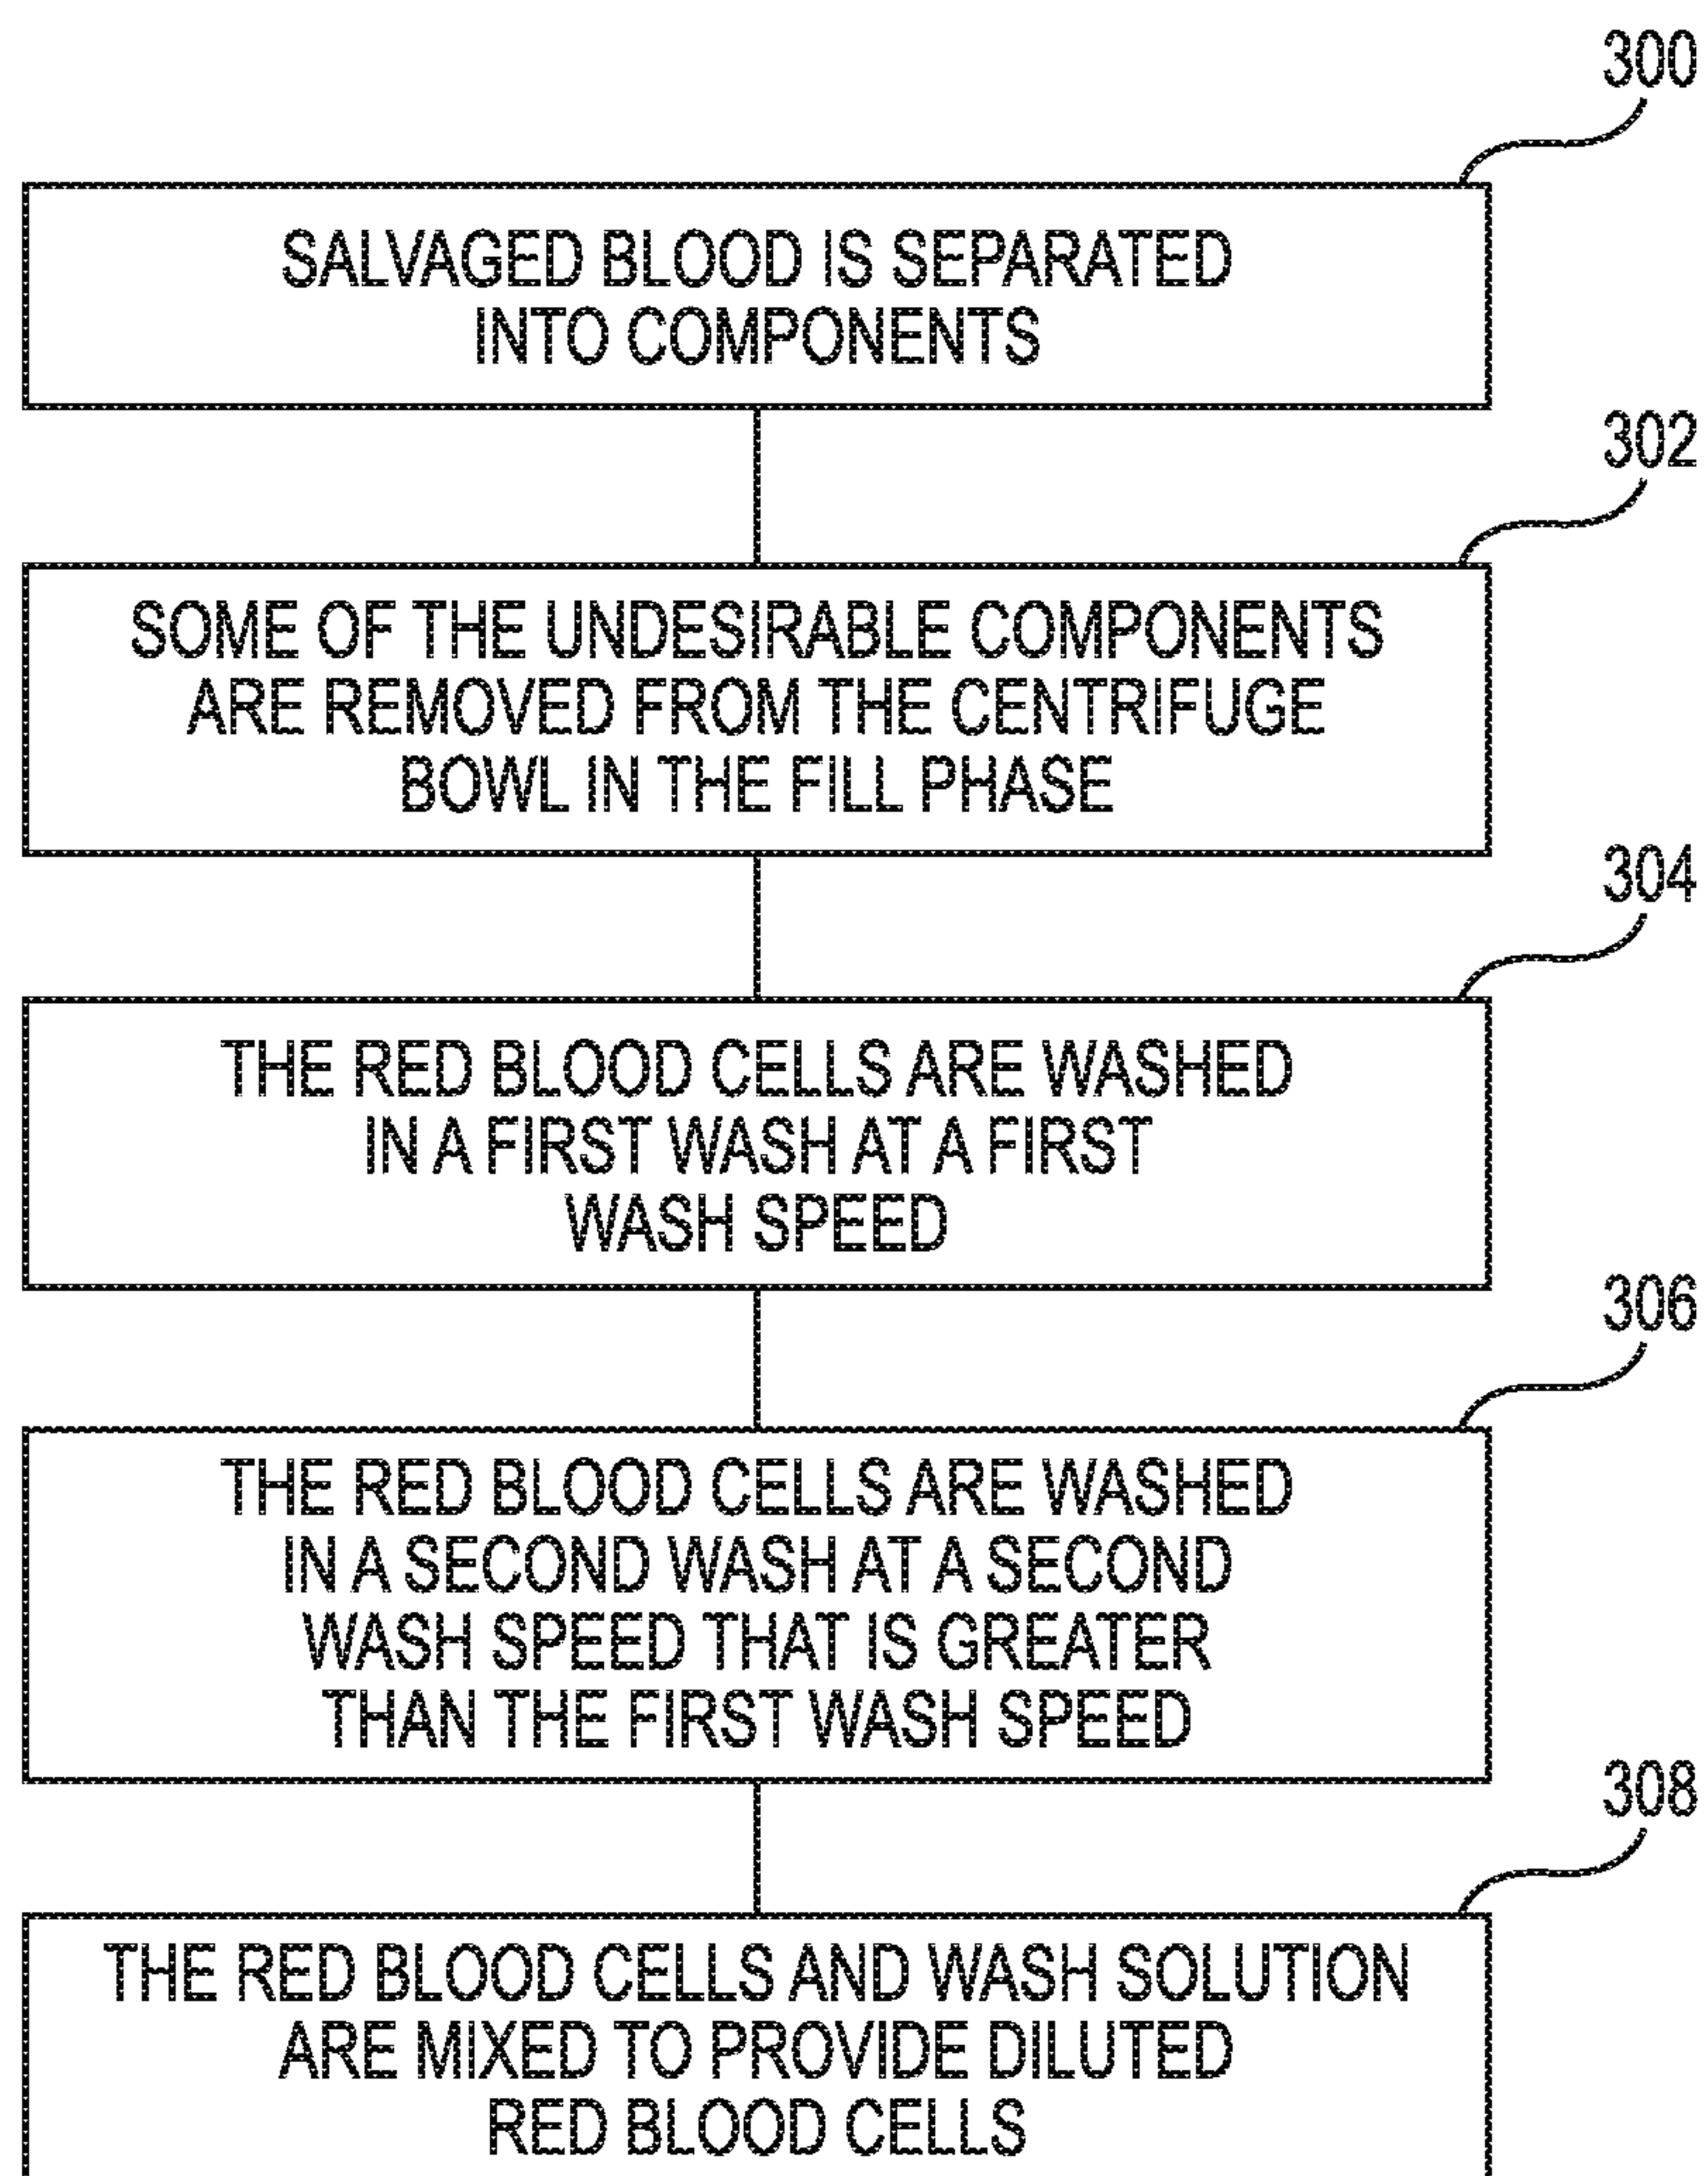 300
SALVAGED BLOOD IS SEPARATED
INTO COMPONENTS
302
SOME OF THE UNDESIRABLE COMPONENTS
ARE REMOVED FROM THE CENTRIFUGE
BOWL IN THE FILL PHASE
304
THE RED BLOOD CELLS ARE WASHED
IN A FIRST WASH AT A FIRST
WASH SPEED
306
THE RED BLOOD CELLS ARE WASHED
IN A SECOND WASH AT A SECOND
WASH SPEED THAT IS GREATER
THAN THE FIRST WASH SPEED
308
THE RED BLOOD CELLS AND WASH SOLUTION
ARE MIXED TO PROVIDE DILUTED
RED BLOOD CELLS